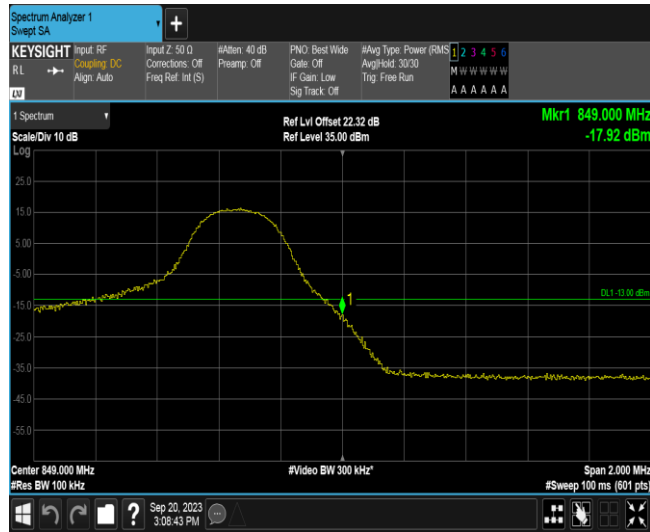 Spectrum Analyzer 1
Swept SA
+
KEYSIGHT Input: RF Input Z: 50 Ω #Atten: 40 dB PNO: Best Wide #Avg Type: Power (RMS 1 2 3 4 5 6
RL Coupling: DC Corrections: Off Preamp: Off Gate: Off Avg|Hold: 30/30 M W W W W W
Align: Auto Freq Ref: Int (S) IF Gain: Low Trig: Free Run
LXI Sig Track: Off A A A A A A
1 Spectrum
Scale/Div 10 dB
Ref Lvl Offset 22.32 dB
Ref Level 35.00 dBm
Mkr1 849.000 MHz
-17.92 dBm
Log
25.0
15.0
5.00
-5.00
DL1 -13.00 dBm
1
-15.0
-25.0
-35.0
-45.0
-55.0
Center 849.000 MHz #Video BW 300 kHz* Span 2.000 MHz
#Res BW 100 kHz #Sweep 100 ms (601 pts)
? Sep 20, 2023
3:08:43 PM